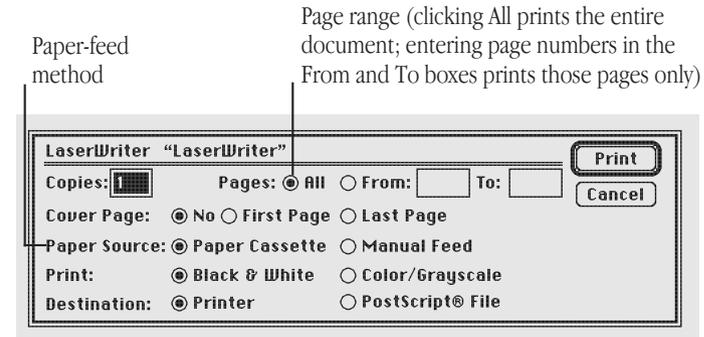 Page range (clicking All prints the entire
document; entering page numbers in the
From and To boxes prints those pages only)
Paper-feed
method
LaserWriter "LaserWriter"
Print
Copies: 1 Pages: All From: To:
Cancel
Cover Page: No First Page Last Page
Paper Source: Paper Cassette Manual Feed
Print: Black & White Color/Grayscale
Destination: Printer PostScript® File